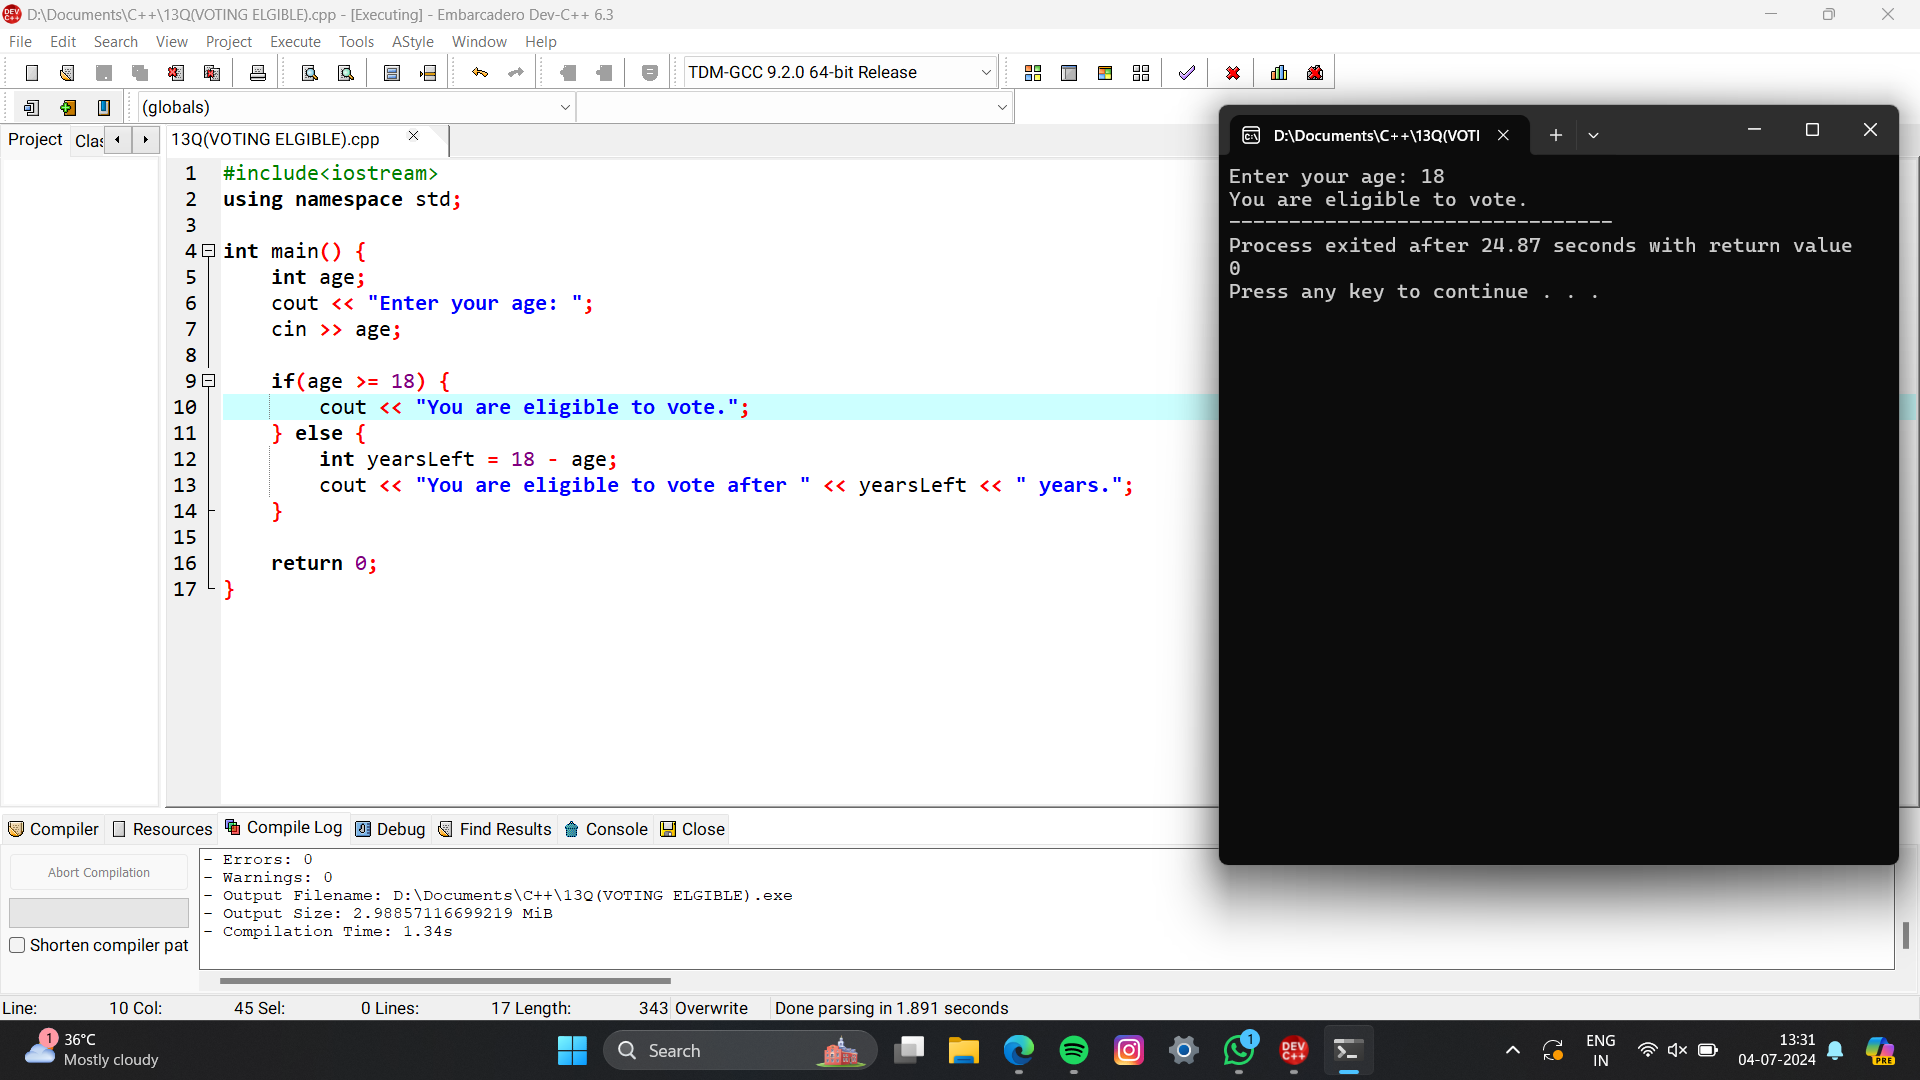 D:\Documents\C++\13Q(VOTING ELGIBLE).cpp - [Executing] - Embarcadero Dev-C++ 6.3
File Edit Search View Project Execute Tools AStyle Window Help
TDM-GCC 9.2.0 64-bit Release
(globals)
Project Clas 13Q(VOTING ELGIBLE).cpp
1 #include<iostream>
2 using namespace std;
3
4 int main() {
5 int age;
6 cout << "Enter your age: ";
7 cin >> age;
8
9 if(age >= 18) {
10 cout << "You are eligible to vote.";
11 } else {
12 int yearsLeft = 18 - age;
13 cout << "You are eligible to vote after " << yearsLeft << " years.";
14 }
15
16 return 0;
17 }
D:\Documents\C++\13Q(VOTI
Enter your age: 18
You are eligible to vote.
--------------------------------
Process exited after 24.87 seconds with return value
0
Press any key to continue . . .
Compiler Resources Compile Log Debug Find Results Console Close
Abort Compilation
Shorten compiler pat
- Errors: 0
- Warnings: 0
- Output Filename: D:\Documents\C++\13Q(VOTING ELGIBLE).exe
- Output Size: 2.98857116699219 MiB
- Compilation Time: 1.34s
Line: 10 Col: 45 Sel: 0 Lines: 17 Length: 343 Overwrite Done parsing in 1.891 seconds
1
36°C
Mostly cloudy
Search
1
DEV
C++
ENG
IN
13:31
04-07-2024
PRE